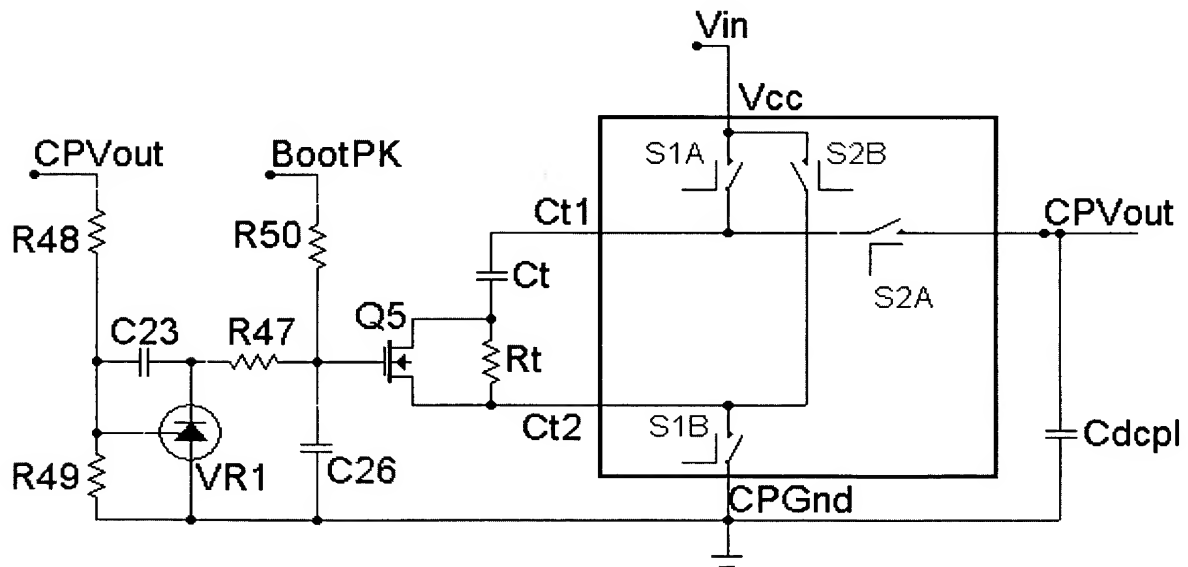 Vin
Vcc
CPVout
BootPK
S1A
S2B
Ct1
CPVout
R48
R50
Ct
S2A
C23
R47
Q5
Rt
Ct2
S1B
Cdcpl
R49
VR1
C26
CPGnd